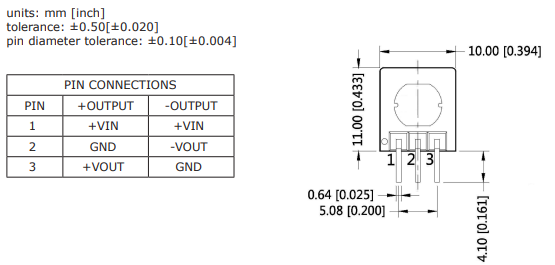 units: mm [inch]
tolerance: ±0.50[±0.020]
pin diameter tolerance: ±0.10[±0.004]
PIN CONNECTIONS
PIN +OUTPUT -OUTPUT
1 +VIN +VIN
2 GND -VOUT
3 +VOUT GND
10.00 [0.394]
11.00 [0.433]
1 2 3
0.64 [0.025]
5.08 [0.200]
4.10 [0.161]